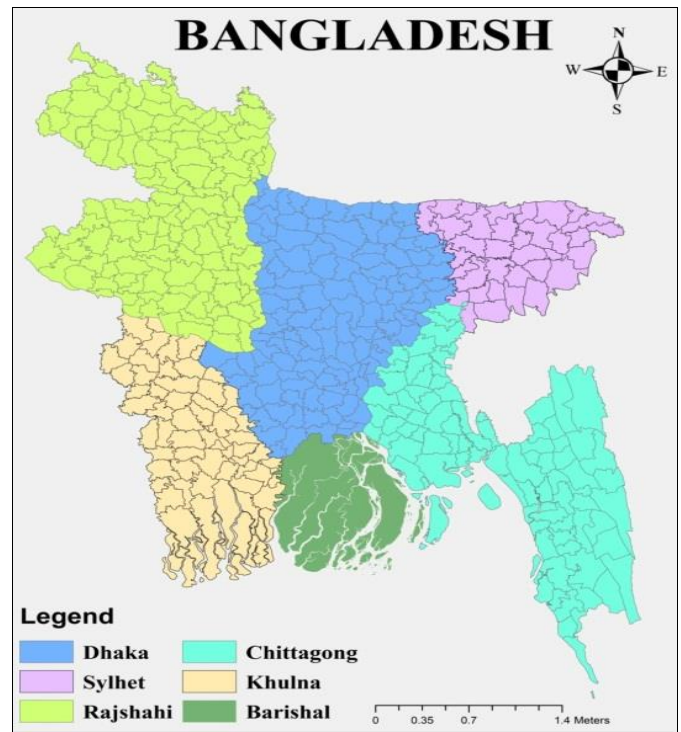 BANGLADESH
N
W E
S
Legend
Dhaka Chittagong
Sylhet Khulna
Rajshahi Barishal
0 0.35 0.7 1.4 Meters